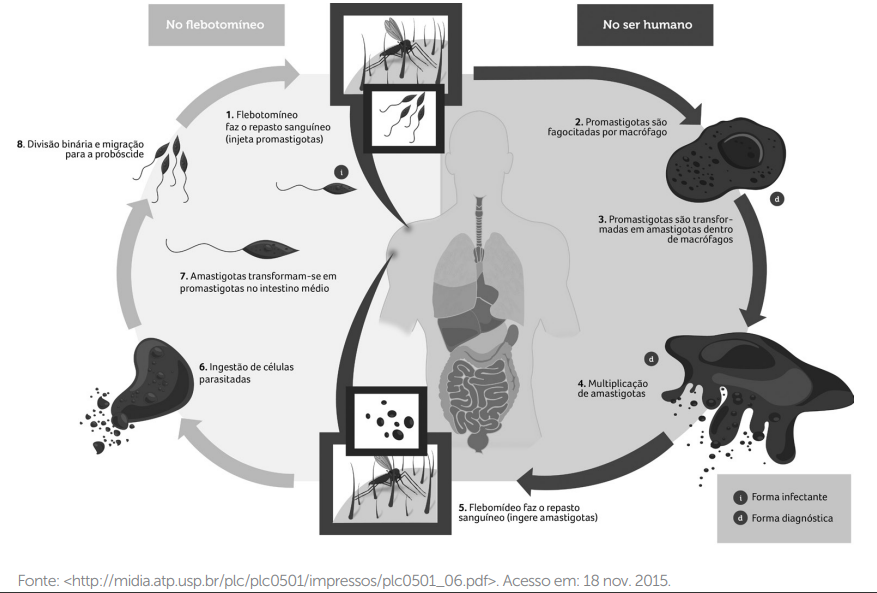 No flebotomíneo
No ser humano
1. Flebotomíneo
faz o repasto sanguíneo
(injeta promastigotas)
2. Promastigotas são
fagocitadas por macrófago
8. Divisão binária e migração
para a probóscide
i
d
3. Promastigotas são transfor-
madas em amastigotas dentro
de macrófagos
7. Amastigotas transformam-se em
promastigotas no intestino médio
6. Ingestão de células
parasitadas
d
4. Multiplicação
de amastigotas
5. Flebomídeo faz o repasto
sanguíneo (ingere amastigotas)
i Forma infectante
d Forma diagnóstica
Fonte: <http://midia.atp.usp.br/plc/plc0501/impressos/plc0501_06.pdf>. Acesso em: 18 nov. 2015.